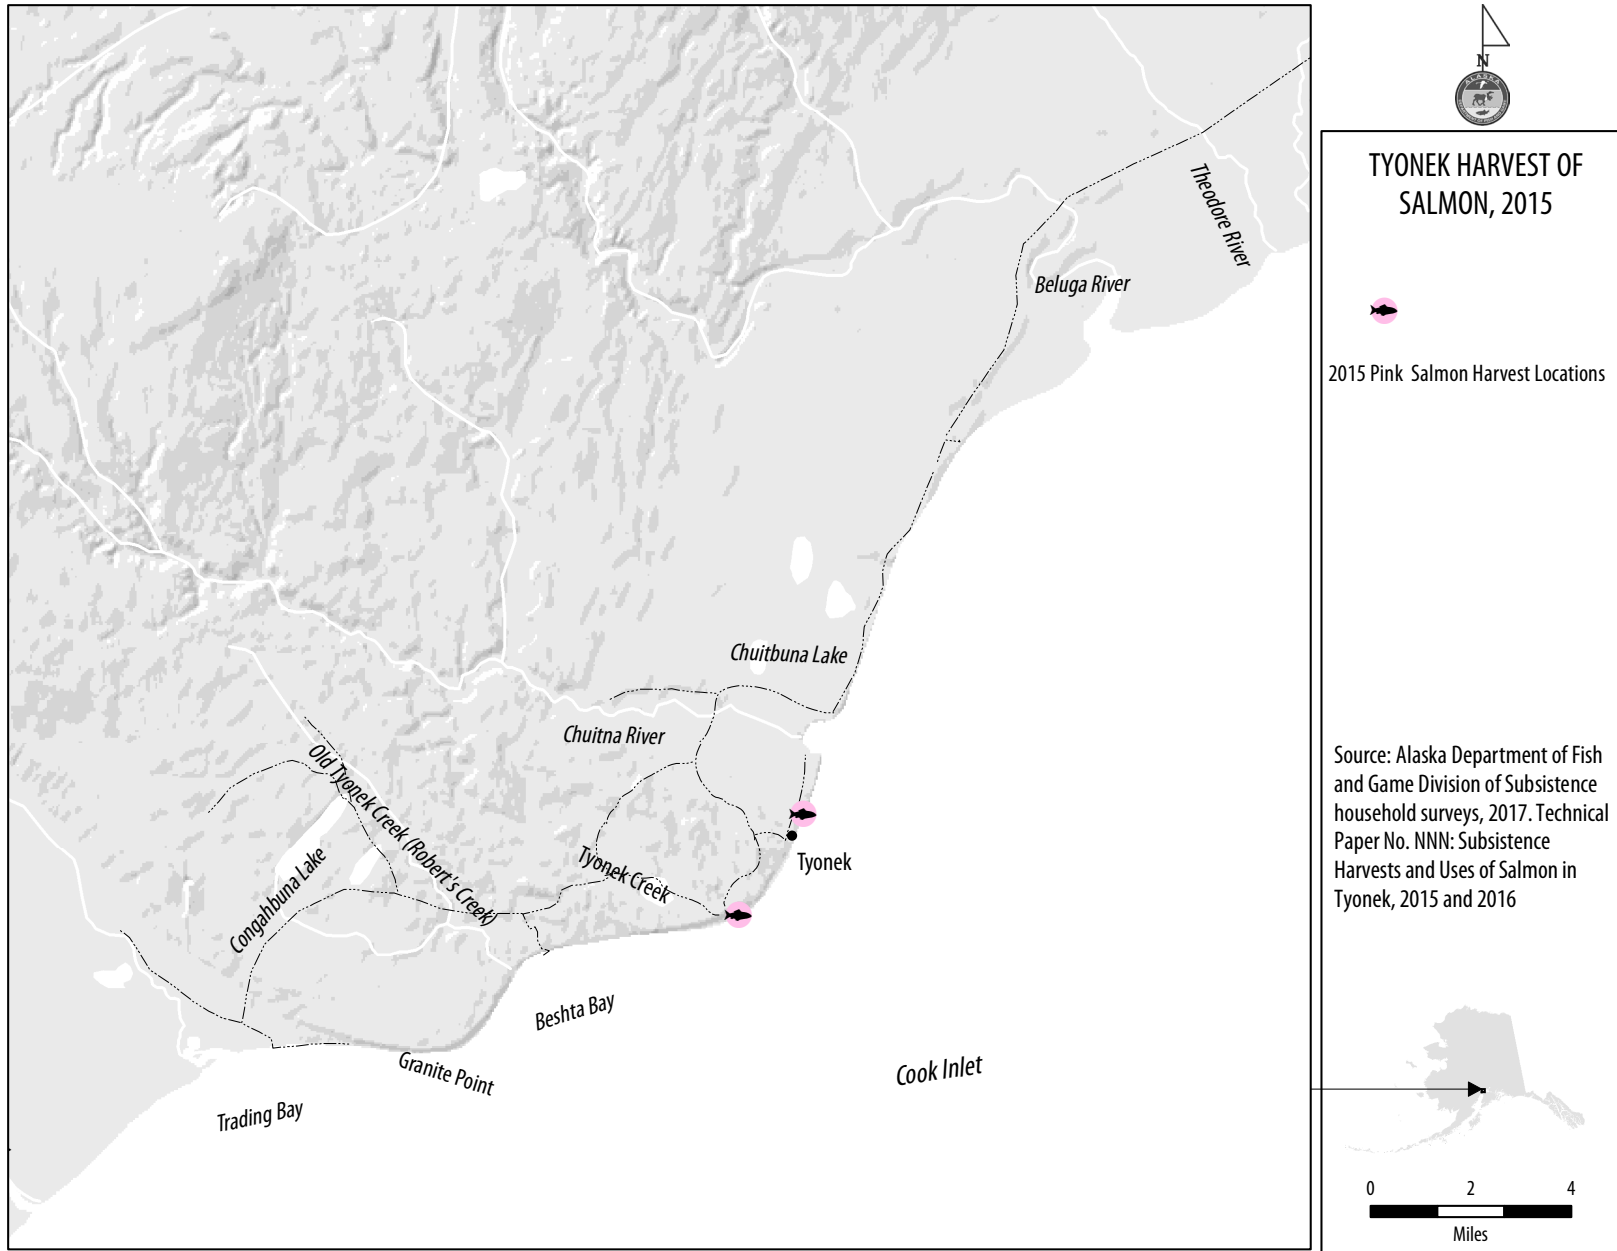 N
ALASKA
TYONEK HARVEST OF
SALMON, 2015
2015 Pink Salmon Harvest Locations
Theodore River
Beluga River
Chuitbuna Lake
Chuitna River
Old Tyonek Creek (Robert's Creek)
Congahbuna Lake
Tyonek Creek
Tyonek
Beshta Bay
Granite Point
Trading Bay
Cook Inlet
Source: Alaska Department of Fish
and Game Division of Subsistence
household surveys, 2017. Technical
Paper No. NNN: Subsistence
Harvests and Uses of Salmon in
Tyonek, 2015 and 2016
0 2 4
Miles